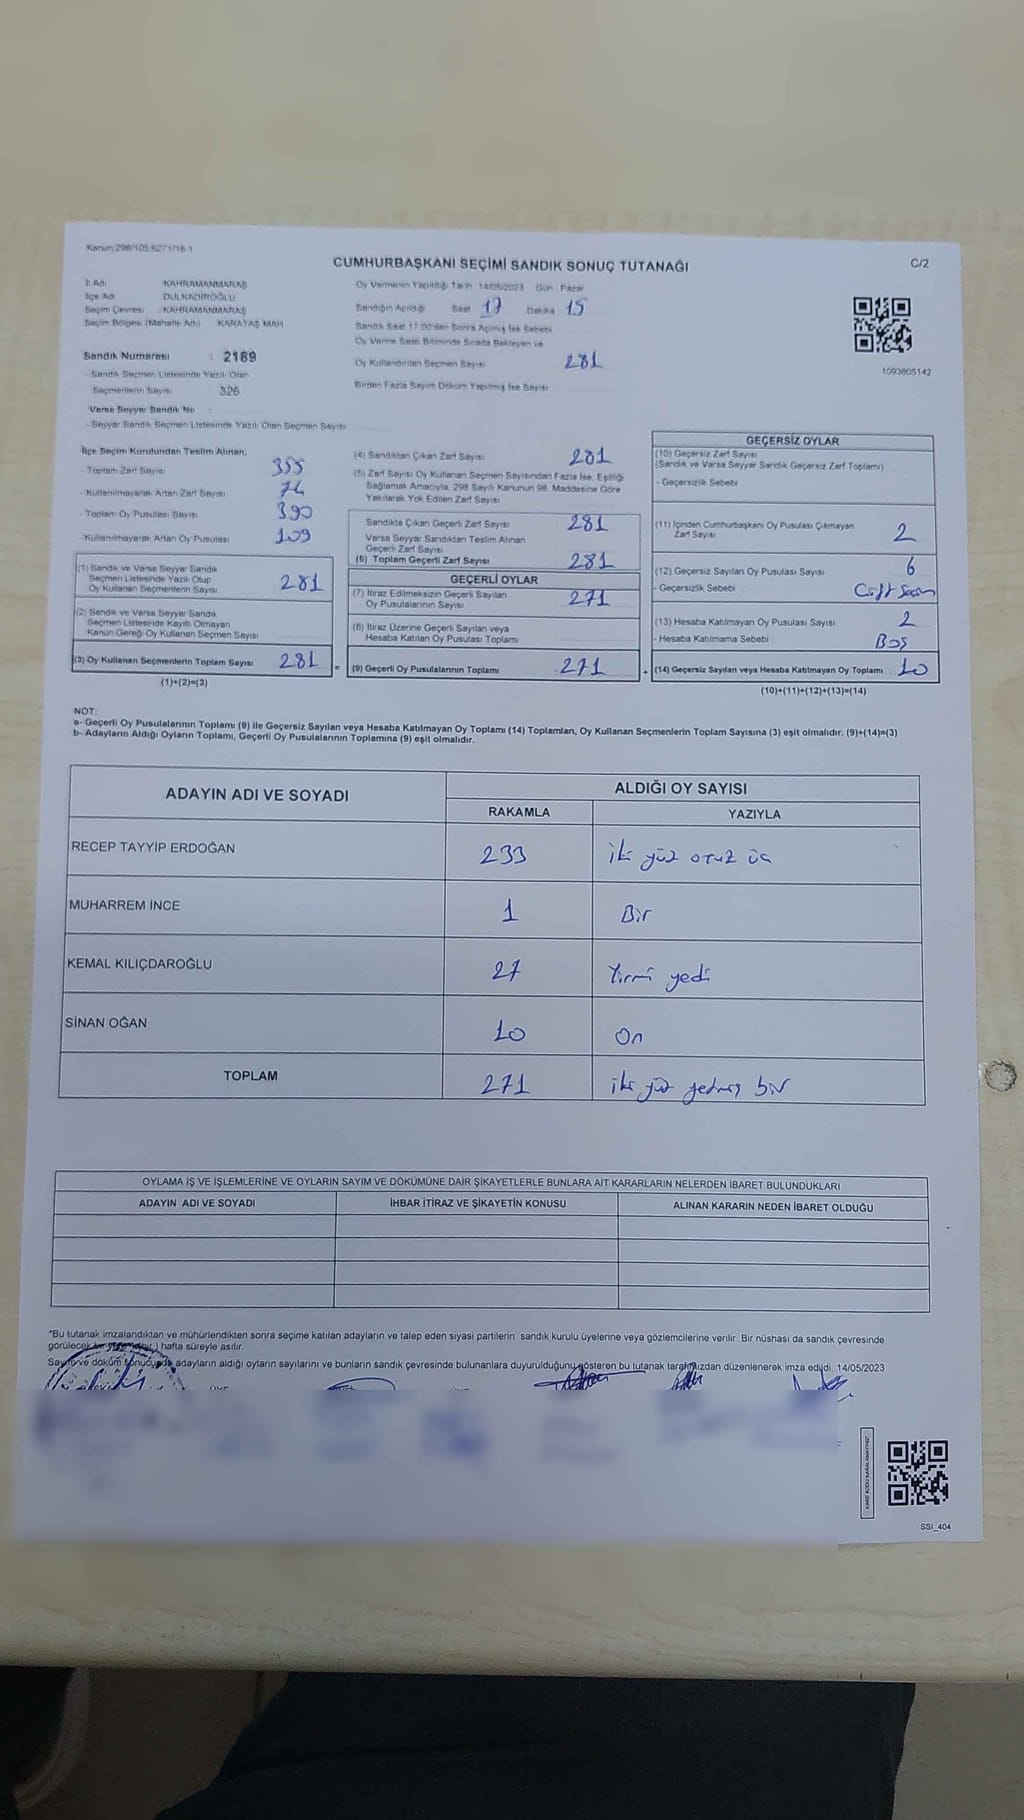 Kanun 298/105 6271/18-1
CUMHURBAŞKANI SEÇİMİ SANDIK SONUÇ TUTANAĞI
C/2
İl Adı : KAHRAMANMARAŞ
İlçe Adı : DULKADİROĞLU
Seçim Çevresi : KAHRAMANMARAŞ
Seçim Bölgesi (Mahalle Adı) : KARATAŞ MAH
Sandık Numarası : 2189
- Sandık Seçmen Listesinde Yazılı Olan
Seçmenlerin Sayısı : 326
Varsa Seyyar Sandık No :
- Seyyar Sandık Seçmen Listesinde Yazılı Olan Seçmen Sayısı
Oy Vermenin Yapıldığı Tarih 14/05/2023 Gün Pazar
Sandığın Açıldığı Saat 17 Dakika 15
Sandık Saat 17:00'den Sonra Açılmış İse Sebebi
Oy Verme Saati Bitiminde Sırada Bekleyen ve
Oy Kullandırılan Seçmen Sayısı 281
Birden Fazla Sayım Döküm Yapılmış İse Sayısı
1093805142
İlçe Seçim Kurulundan Teslim Alınan;
- Toplam Zarf Sayısı 355
- Kullanılmayarak Artan Zarf Sayısı 74
- Toplam Oy Pusulası Sayısı 390
- Kullanılmayarak Artan Oy Pusulası 109
(1) Sandık ve Varsa Seyyar Sandık
Seçmen Listesinde Yazılı Olup
Oy Kullanan Seçmenlerin Sayısı 281
(2) Sandık ve Varsa Seyyar Sandık
Seçmen Listesinde Kayıtlı Olmayan
Kanun Gereği Oy Kullanan Seçmen Sayısı
(3) Oy Kullanan Seçmenlerin Toplam Sayısı 281 =
(1)+(2)=(3)
(4) Sandıktan Çıkan Zarf Sayısı 281
(5) Zarf Sayısı Oy Kullanan Seçmen Sayısından Fazla İse, Eşitliği
Sağlamak Amacıyla, 298 Sayılı Kanunun 98. Maddesine Göre
Yakılarak Yok Edilen Zarf Sayısı
Sandıkta Çıkan Geçerli Zarf Sayısı 281
Varsa Seyyar Sandıktan Teslim Alınan
Geçerli Zarf Sayısı
(6) Toplam Geçerli Zarf Sayısı 281
GEÇERLİ OYLAR
(7) İtiraz Edilmeksizin Geçerli Sayılan
Oy Pusulalarının Sayısı 271
(8) İtiraz Üzerine Geçerli Sayılan veya
Hesaba Katılan Oy Pusulası Toplamı
(9) Geçerli Oy Pusulalarının Toplamı 271 +
GEÇERSİZ OYLAR
(10) Geçersiz Zarf Sayısı
(Sandık ve Varsa Seyyar Sandık Geçersiz Zarf Toplamı)
- Geçersizlik Sebebi
(11) İçinden Cumhurbaşkanı Oy Pusulası Çıkmayan
Zarf Sayısı 2
(12) Geçersiz Sayılan Oy Pusulası Sayısı 6
- Geçersizlik Sebebi Çift Seçim
(13) Hesaba Katılmayan Oy Pusulası Sayısı 2
- Hesaba Katılmama Sebebi Boş
(14) Geçersiz Sayılan veya Hesaba Katılmayan Oy Toplamı 10
(10)+(11)+(12)+(13)=(14)
NOT:
a- Geçerli Oy Pusulalarının Toplamı (9) ile Geçersiz Sayılan veya Hesaba Katılmayan Oy Toplamı (14) Toplamları, Oy Kullanan Seçmenlerin Toplam Sayısına (3) eşit olmalıdır. (9)+(14)=(3)
b- Adayların Aldığı Oyların Toplamı, Geçerli Oy Pusulalarının Toplamına (9) eşit olmalıdır.
ADAYIN ADI VE SOYADI
ALDIĞI OY SAYISI
RAKAMLA YAZIYLA
RECEP TAYYİP ERDOĞAN 233 iki yüz otuz üç
MUHARREM İNCE 1 Bir
KEMAL KILIÇDAROĞLU 27 Yirmi yedi
SİNAN OĞAN 10 On
TOPLAM 271 iki yüz yetmiş bir
OYLAMA İŞ VE İŞLEMLERİNE VE OYLARIN SAYIM VE DÖKÜMÜNE DAİR ŞİKAYETLERLE BUNLARA AİT KARARLARIN NELERDEN İBARET BULUNDUKLARI
ADAYIN ADI VE SOYADI İHBAR İTİRAZ VE ŞİKAYETİN KONUSU ALINAN KARARIN NEDEN İBARET OLDUĞU
*Bu tutanak imzalandıktan ve mühürlendikten sonra seçime katılan adayların ve talep eden siyasi partilerin sandık kurulu üyelerine veya gözlemcilerine verilir. Bir nüshası da sandık çevresinde
görülecek bir hafta süreyle asılır.
Sayım ve döküm sonucunda adayların aldığı oyların sayılarını ve bunların sandık çevresinde bulunanlara duyurulduğunu gösteren bu tutanak tarafımızdan düzenlenerek imza edildi. 14/05/2023
KARE KODU KARALAMAYINIZ!
SSI_404